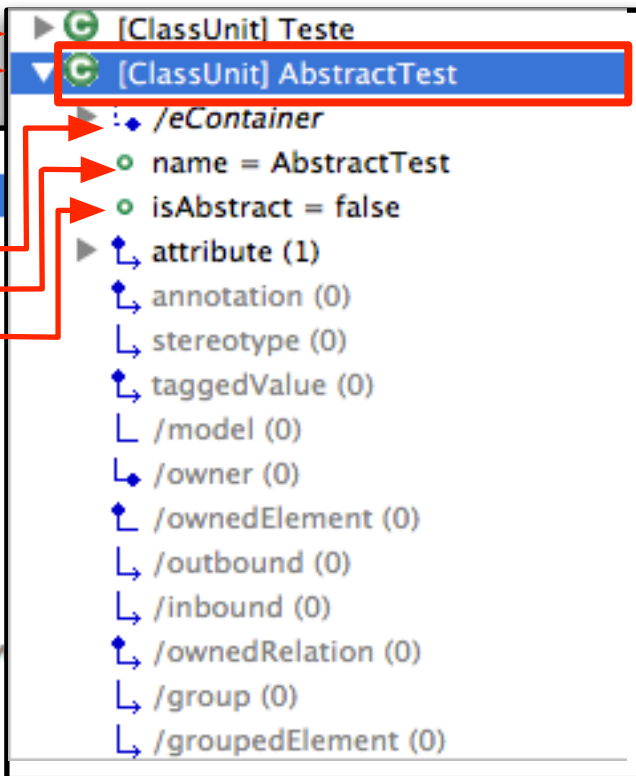 [ClassUnit] Teste
[ClassUnit] AbstractTest
/eContainer
name = AbstractTest
isAbstract = false
attribute (1)
annotation (0)
stereotype (0)
taggedValue (0)
/model (0)
/owner (0)
/ownedElement (0)
/outbound (0)
/inbound (0)
/ownedRelation (0)
/group (0)
/groupedElement (0)